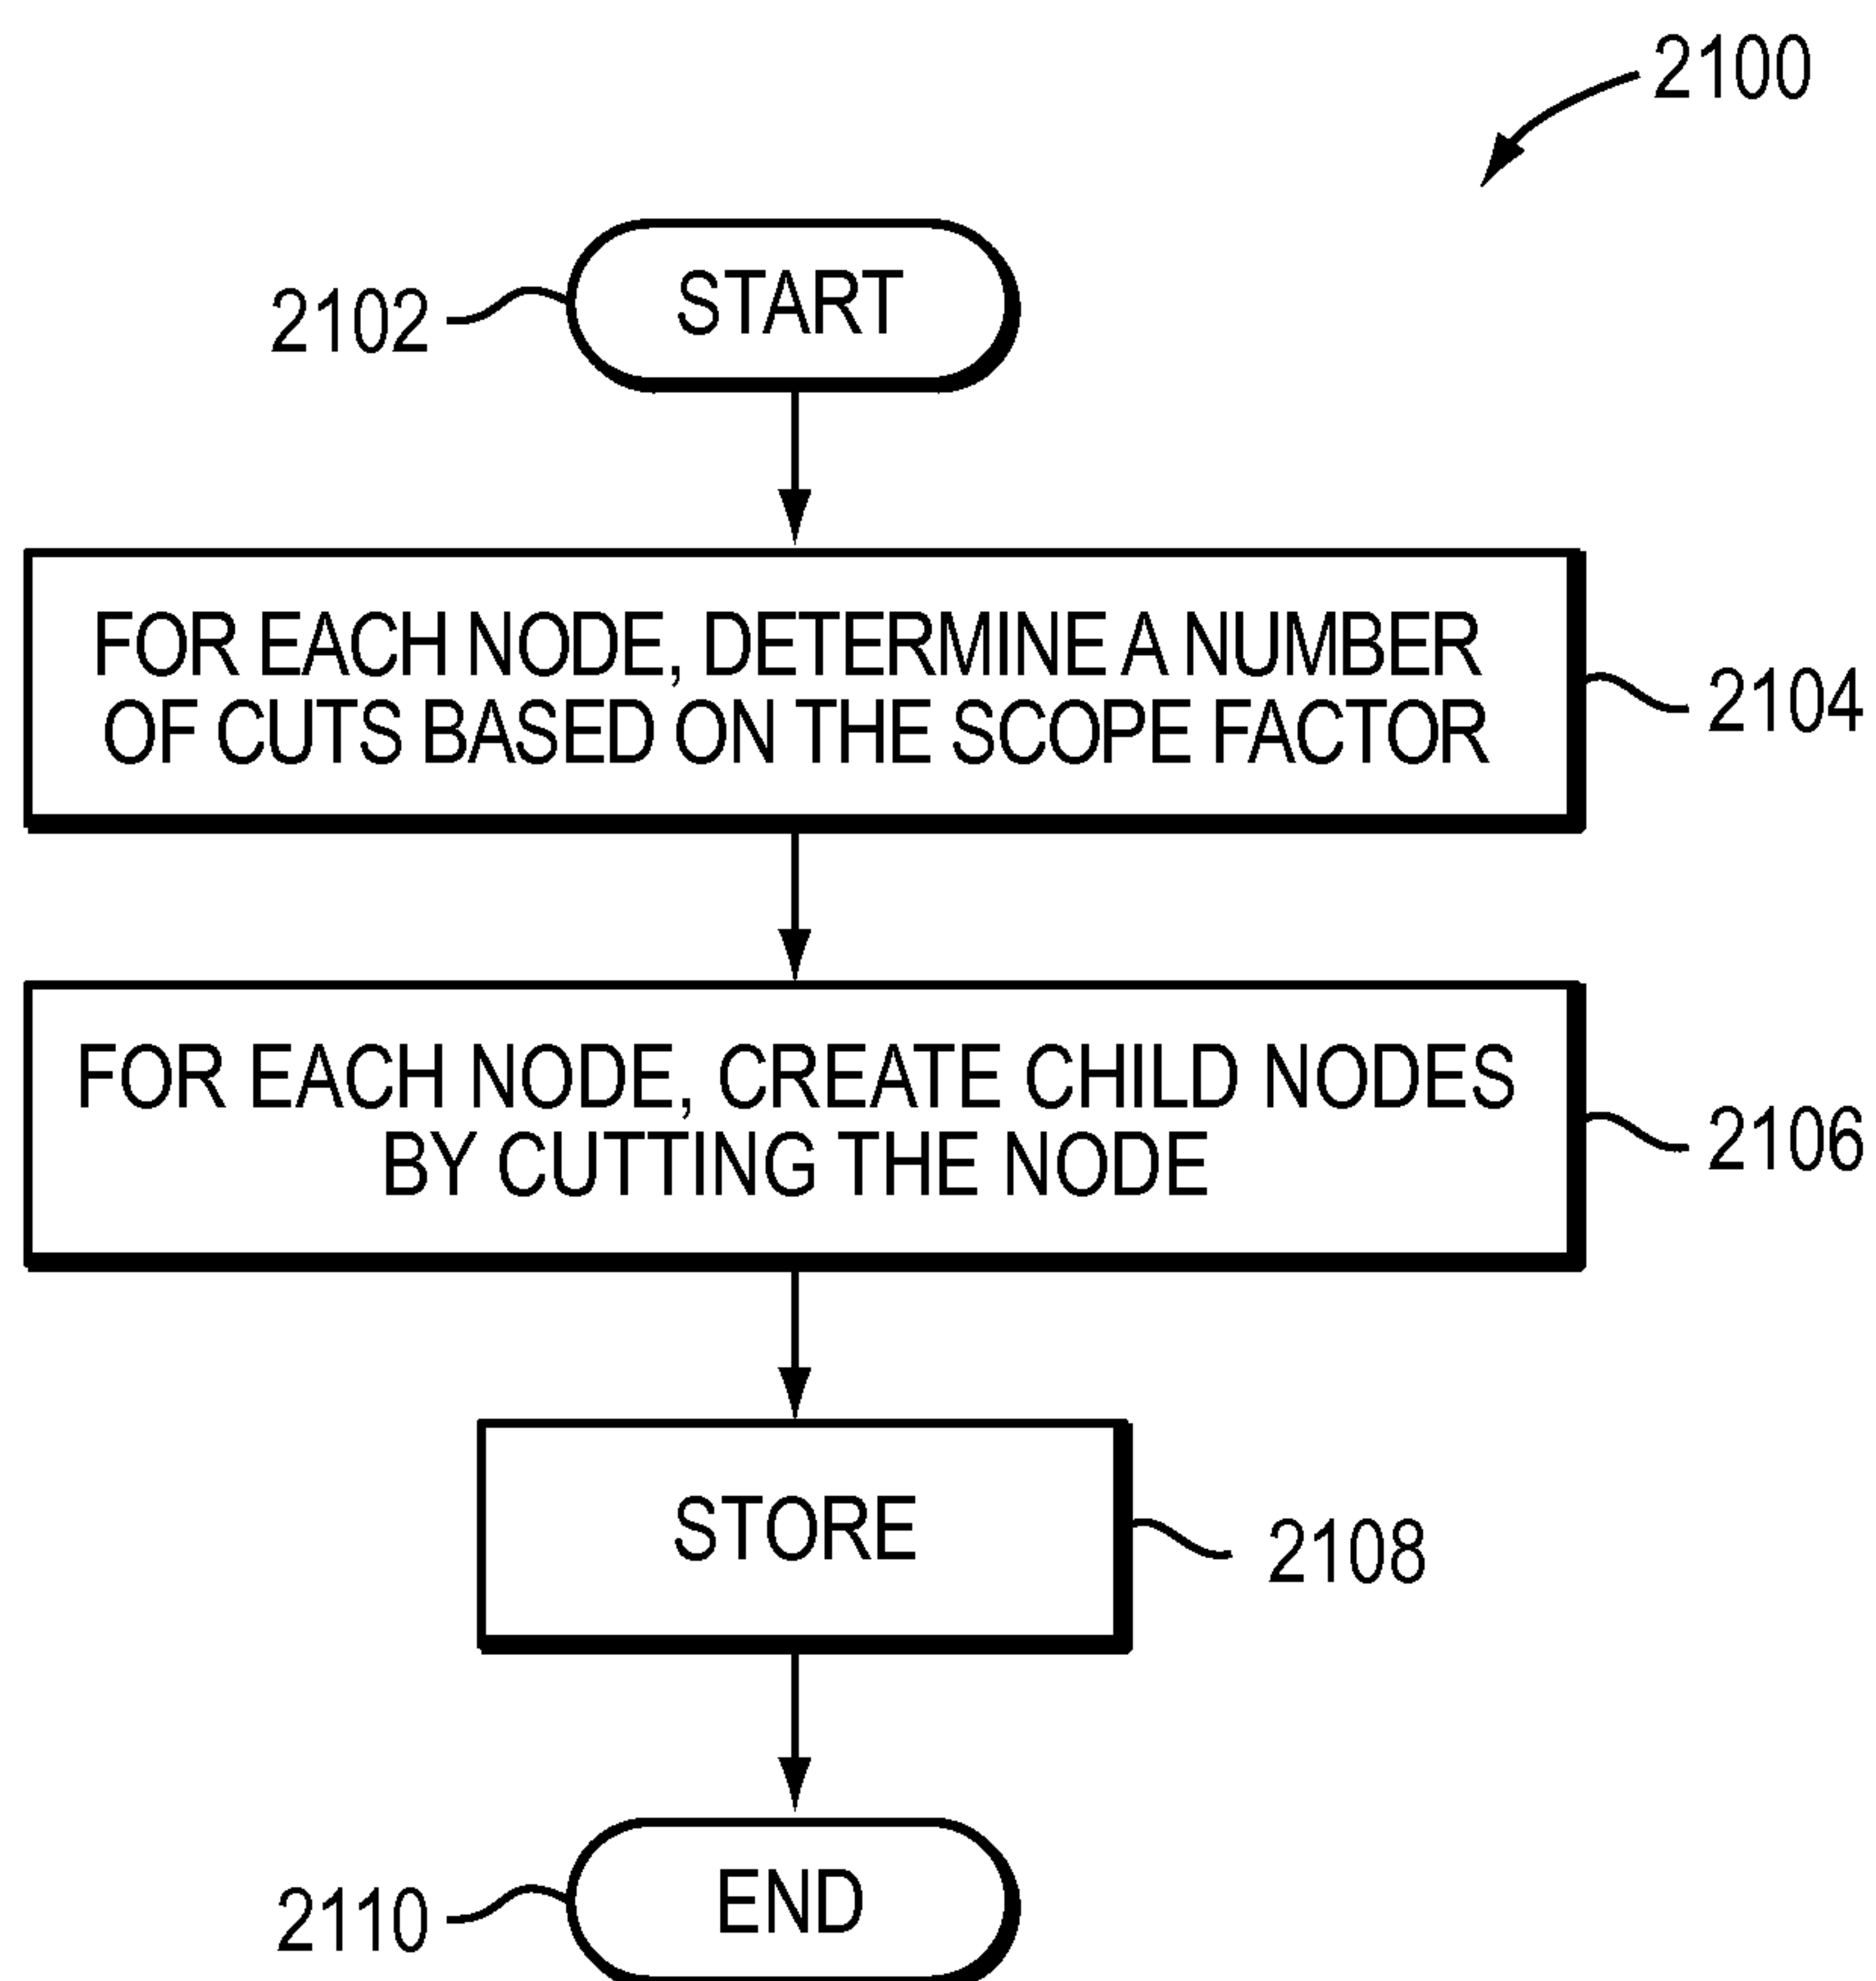 2100
2102
START
FOR EACH NODE, DETERMINE A NUMBER
OF CUTS BASED ON THE SCOPE FACTOR
2104
FOR EACH NODE, CREATE CHILD NODES
BY CUTTING THE NODE
2106
STORE
2108
END
2110